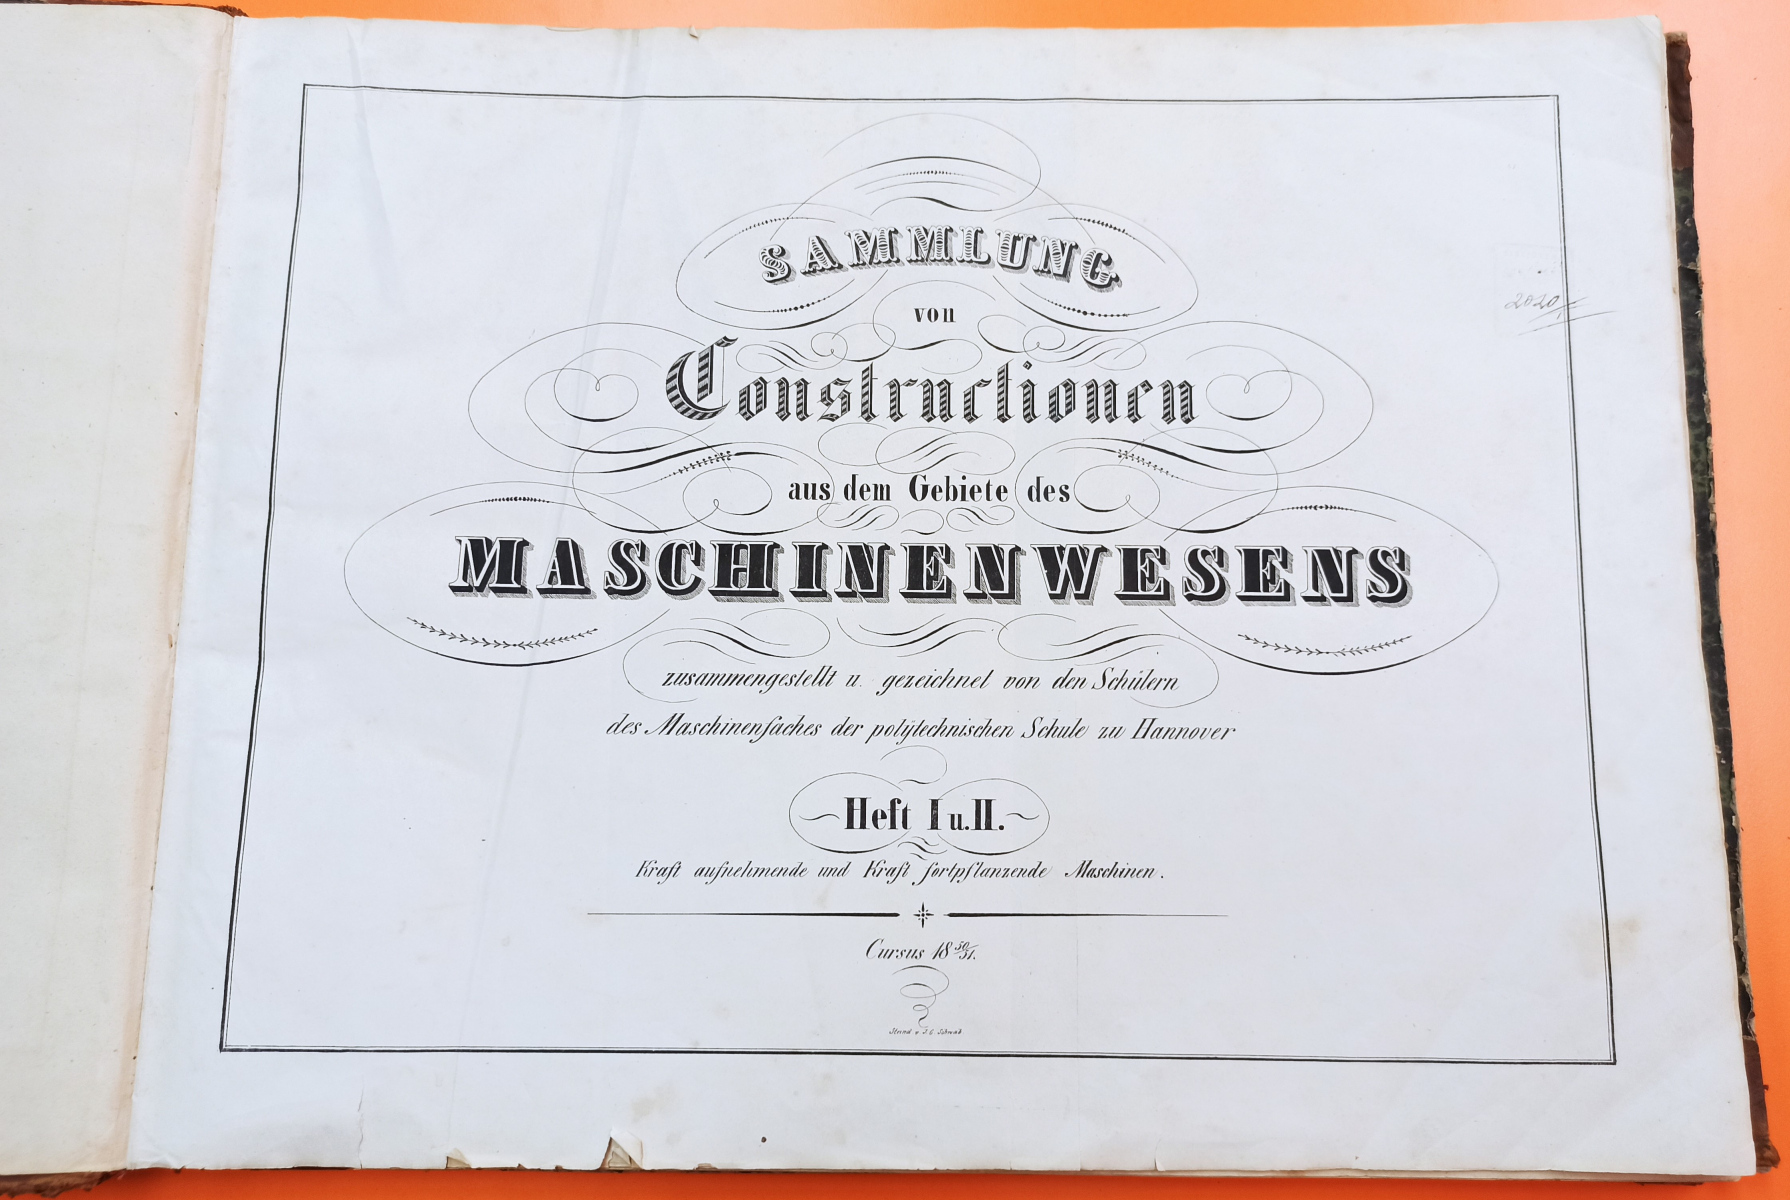 SAMMLUNG
von
Constructionen
aus dem Gebiete des
MASCHINENWESENS
zusammengestellt u. gezeichnet von den Schülern
des Maschinenfaches der polÿtechnischen Schule zu Hannover
Heft I u. II.
Kraft aufnehmende und Kraft fortpflanzende Maschinen.
Cursus 18 50/51.
2020